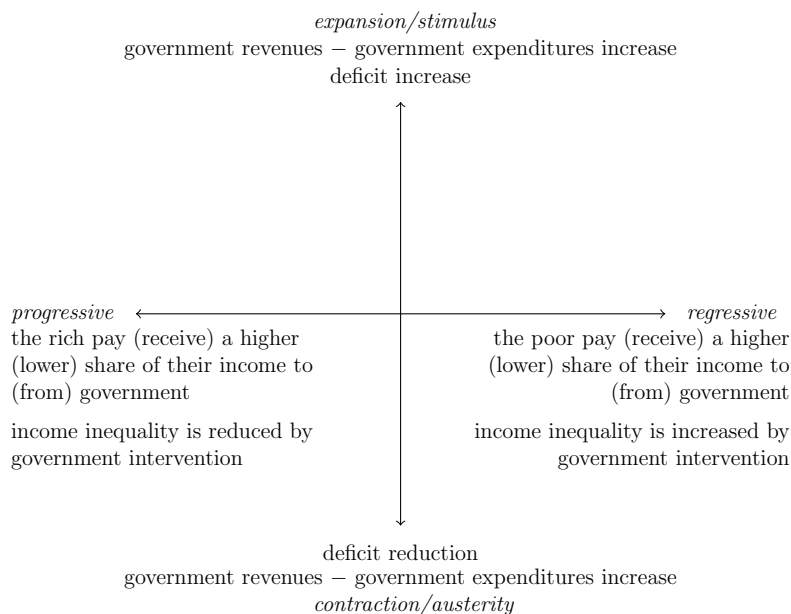 expansion/stimulus
government revenues − government expenditures increase
deficit increase
progressive
the rich pay (receive) a higher
(lower) share of their income to
(from) government
income inequality is reduced by
government intervention
regressive
the poor pay (receive) a higher
(lower) share of their income to
(from) government
income inequality is increased by
government intervention
deficit reduction
government revenues − government expenditures increase
contraction/austerity